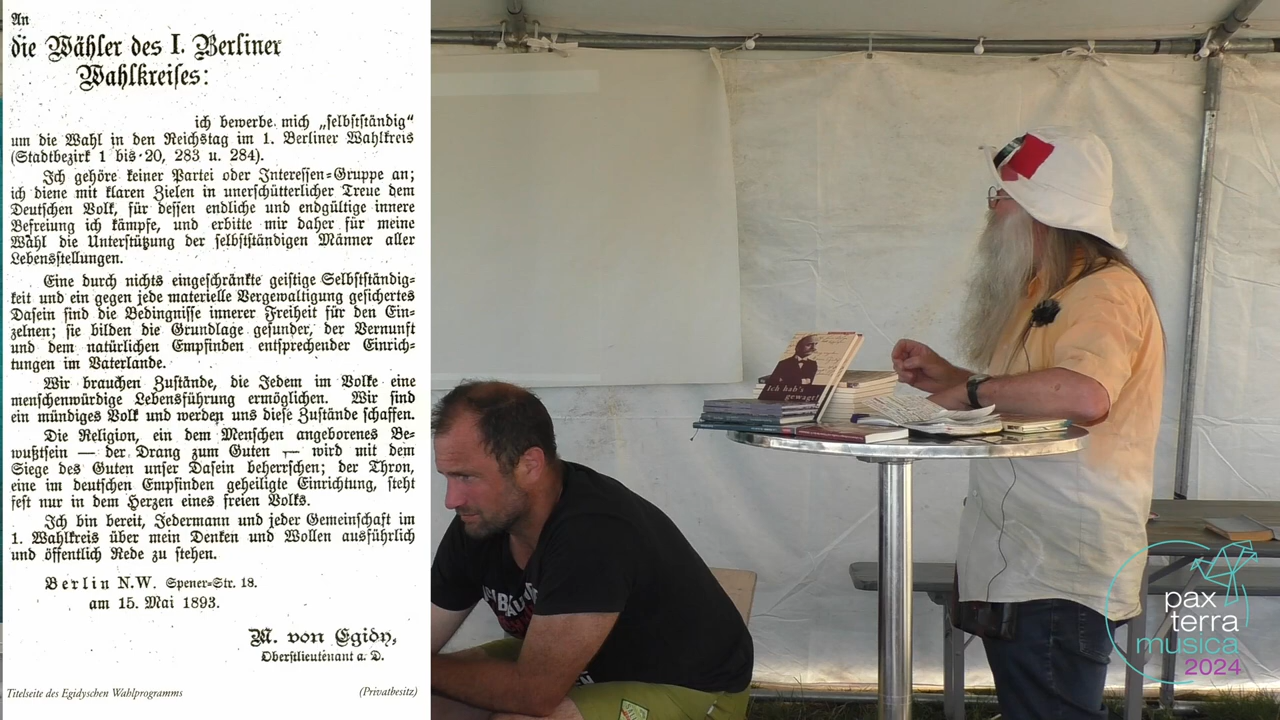 An
die Wähler des I. Berliner
Wahlkreises:
ich bewerbe mich „selbstständig“
um die Wahl in den Reichstag im 1. Berliner Wahlkreis
(Stadtbezirk 1 bis 20, 283 u. 284).
Ich gehöre keiner Partei oder Interessen-Gruppe an;
ich diene mit klaren Zielen in unerschütterlicher Treue dem
Deutschen Volk, für dessen endliche und endgültige innere
Befreiung ich kämpfe, und erbitte mir daher für meine
Wahl die Unterstützung der selbstständigen Männer aller
Lebensstellungen.
Eine durch nichts eingeschränkte geistige Selbstständig-
keit und ein gegen jede materielle Vergewaltigung gesichertes
Dasein sind die Bedingnisse innerer Freiheit für den Ein-
zelnen; sie bilden die Grundlage gesunder, der Vernunft
und dem natürlichen Empfinden entsprechender Einrich-
tungen im Vaterlande.
Wir brauchen Zustände, die Jedem im Volke eine
menschenwürdige Lebensführung ermöglichen. Wir sind
ein mündiges Volk und werden uns diese Zustände schaffen.
Die Religion, ein dem Menschen angeborenes Be-
wußtsein — der Drang zum Guten — wird mit dem
Siege des Guten unser Dasein beherrschen; der Thron,
eine im deutschen Empfinden geheiligte Einrichtung, steht
fest nur in dem Herzen eines freien Volks.
Ich bin bereit, Jedermann und jeder Gemeinschaft im
1. Wahlkreis über mein Denken und Wollen ausführlich
und öffentlich Rede zu stehen.
Berlin N.W. Spener-Str. 18.
am 15. Mai 1893.
M. von Egidy,
Oberstlieutenant a. D.
Titelseite des Egidyschen Wahlprogramms (Privatbesitz)
Ich hab's
gewagt!
pax
terra
musica
2024